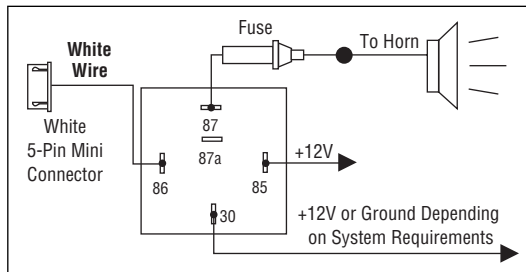 Fuse
To Horn
White
Wire
White
5-Pin Mini
Connector
87
87a
86
85
30
+12V
+12V or Ground Depending
on System Requirements